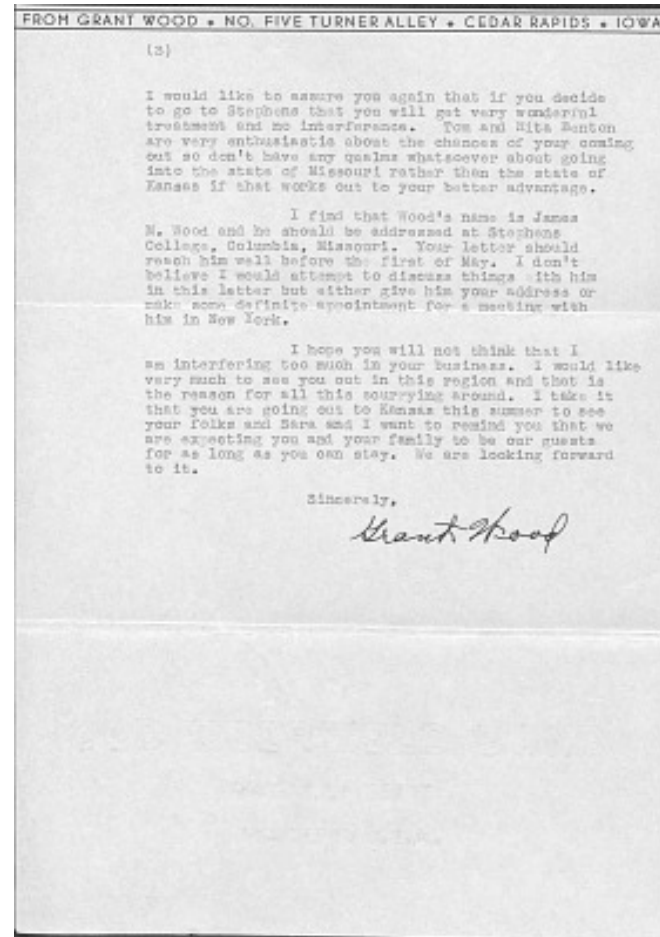 FROM GRANT WOOD • NO. FIVE TURNER ALLEY • CEDAR RAPIDS • IOWA
(3)
I would like to assure you again that if you decide
to go to Stephens that you will get very wonderful
treatment and no interference. Tom and Rita Benton
are very enthusiastic about the chances of your coming
out so don't have any qualms whatsoever about going
into the state of Missouri rather than the state of
Kansas if that works out to your better advantage.
I find that Wood's name is James
M. Wood and he should be addressed at Stephens
College, Columbia, Missouri. Your letter should
reach him well before the first of May. I don't
believe I would attempt to discuss things ith him
in this letter but either give him your address or
make some definite appointment for a meeting with
him in New York.
I hope you will not think that I
am interfering too much in your business. I would like
very much to see you out in this region and that is
the reason for all this scurrying around. I take it
that you are going out to Kansas this summer to see
your folks and Sara and I want to remind you that we
are expecting you and your family to be our guests
for as long as you can stay. We are looking forward
to it.
Sincerely,
Grant Wood